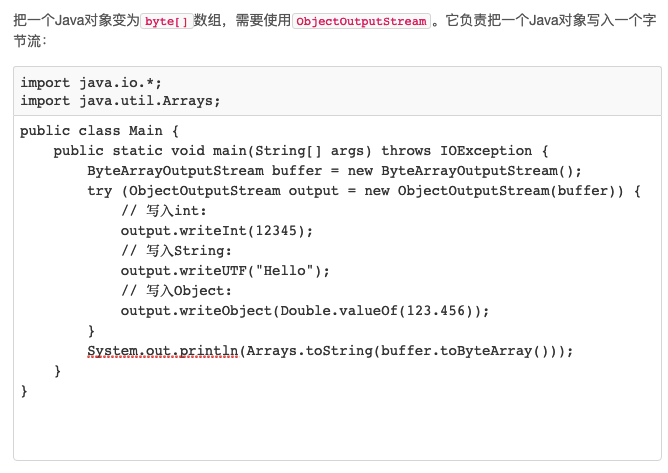 把一个Java对象变为byte[]数组，需要使用ObjectOutputStream。它负责把一个Java对象写入一个字
节流：
import java.io.*;
import java.util.Arrays;
public class Main {
    public static void main(String[] args) throws IOException {
        ByteArrayOutputStream buffer = new ByteArrayOutputStream();
        try (ObjectOutputStream output = new ObjectOutputStream(buffer)) {
            // 写入int:
            output.writeInt(12345);
            // 写入String:
            output.writeUTF("Hello");
            // 写入Object:
            output.writeObject(Double.valueOf(123.456));
        }
        System.out.println(Arrays.toString(buffer.toByteArray()));
    }
}